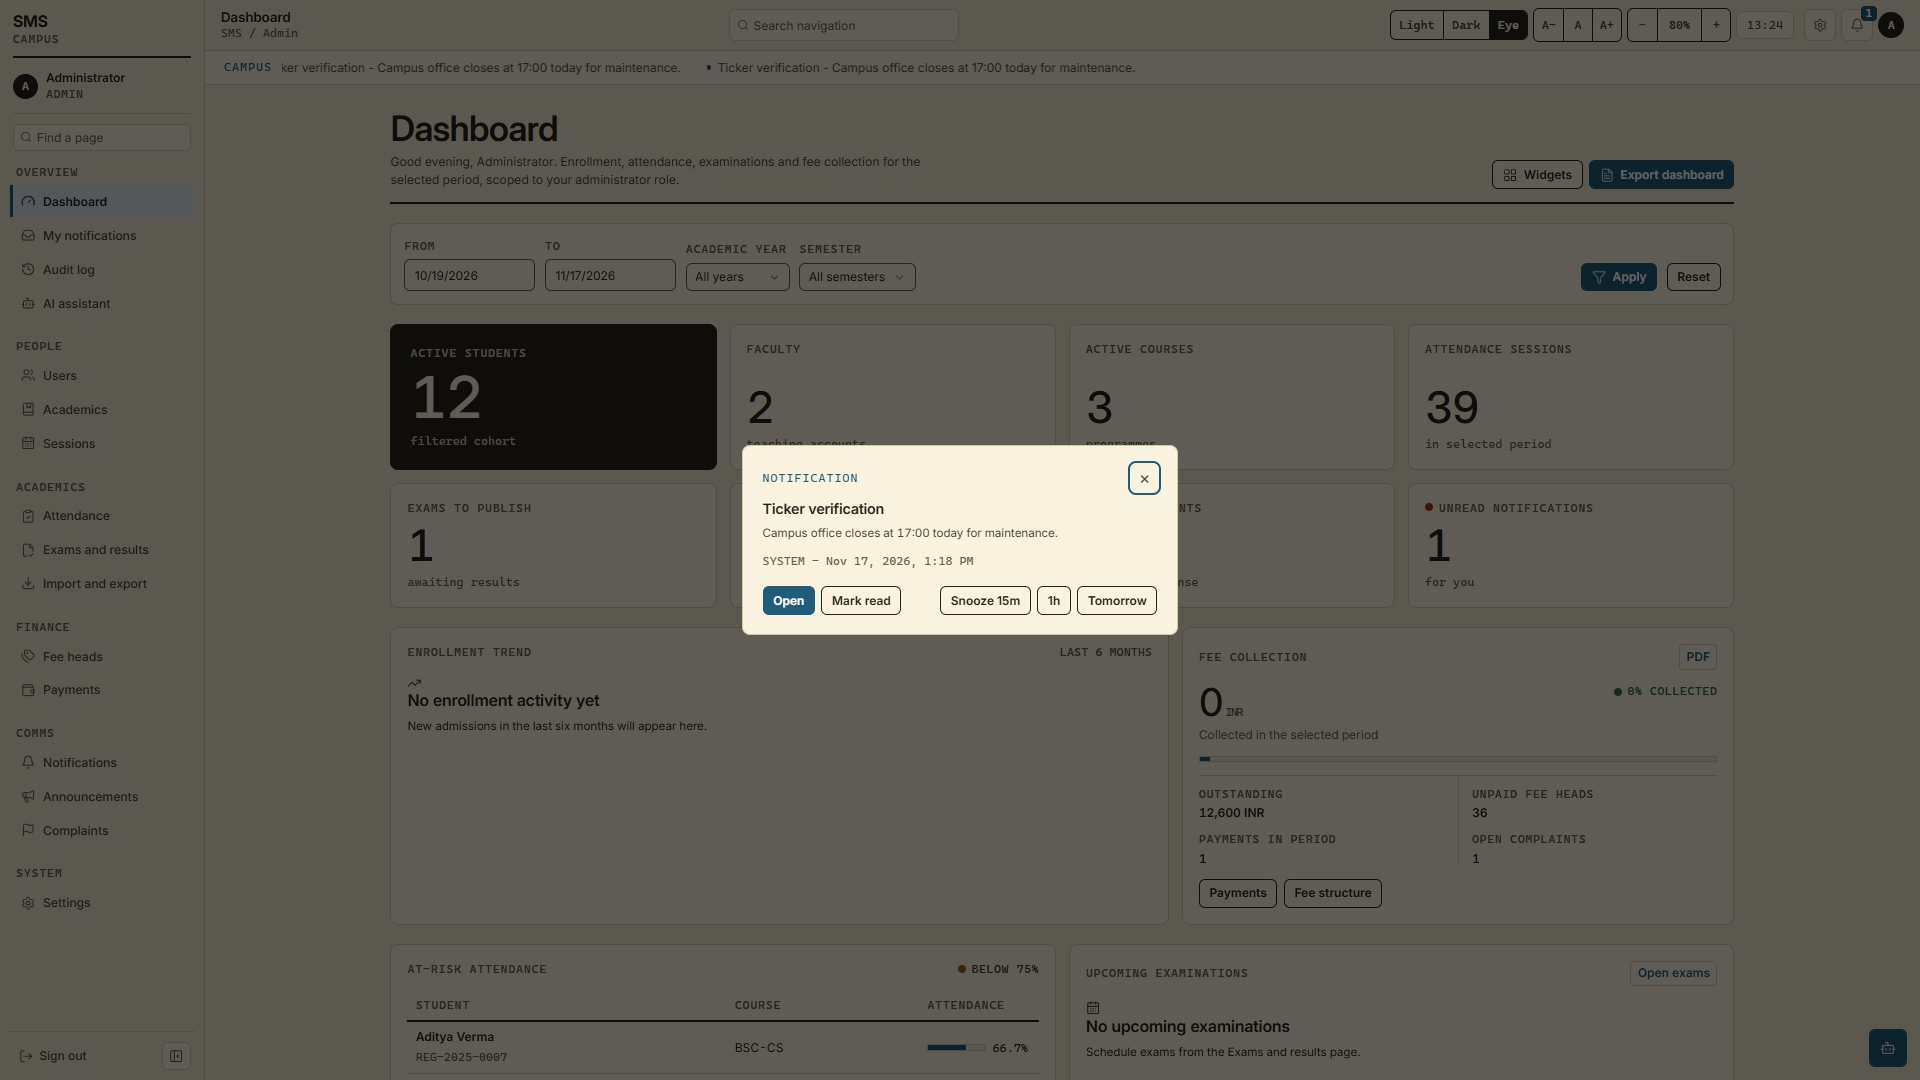 SMS
CAMPUS
A
Administrator
ADMIN
Find a page
OVERVIEW
Dashboard
My notifications
Audit log
AI assistant
PEOPLE
Users
Academics
Sessions
ACADEMICS
Attendance
Exams and results
Import and export
FINANCE
Fee heads
Payments
COMMS
Notifications
Announcements
Complaints
SYSTEM
Settings
Sign out
Dashboard
SMS / Admin
Search navigation
Light Dark Eye
A- A A+
- 80% +
13:24
1
A
CAMPUS ker verification - Campus office closes at 17:00 today for maintenance. • Ticker verification - Campus office closes at 17:00 today for maintenance.
Dashboard
Good evening, Administrator. Enrollment, attendance, examinations and fee collection for the
selected period, scoped to your administrator role.
Widgets
Export dashboard
FROM TO ACADEMIC YEAR SEMESTER
10/19/2026 11/17/2026 All years All semesters
Apply Reset
ACTIVE STUDENTS
12
filtered cohort
FACULTY
2
teaching accounts
ACTIVE COURSES
3
programmes
ATTENDANCE SESSIONS
39
in selected period
EXAMS TO PUBLISH
1
awaiting results
NTS
nse
UNREAD NOTIFICATIONS
1
for you
NOTIFICATION
×
Ticker verification
Campus office closes at 17:00 today for maintenance.
SYSTEM - Nov 17, 2026, 1:18 PM
Open Mark read Snooze 15m 1h Tomorrow
ENROLLMENT TREND LAST 6 MONTHS
No enrollment activity yet
New admissions in the last six months will appear here.
FEE COLLECTION PDF
0 INR 0% COLLECTED
Collected in the selected period
OUTSTANDING
12,600 INR
UNPAID FEE HEADS
36
PAYMENTS IN PERIOD
1
OPEN COMPLAINTS
1
Payments Fee structure
AT-RISK ATTENDANCE BELOW 75%
STUDENT COURSE ATTENDANCE
Aditya Verma
REG-2025-0007
BSC-CS
66.7%
UPCOMING EXAMINATIONS Open exams
No upcoming examinations
Schedule exams from the Exams and results page.